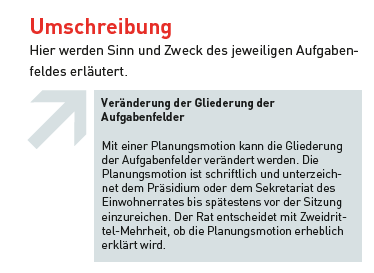 Umschreibung
Hier werden Sinn und Zweck des jeweiligen Aufgaben-
feldes erläutert.
Veränderung der Gliederung der
Aufgabenfelder
Mit einer Planungsmotion kann die Gliederung
der Aufgabenfelder verändert werden. Die
Planungsmotion ist schriftlich und unterzeich-
net dem Präsidium oder dem Sekretariat des
Einwohnerrates bis spätestens vor der Sitzung
einzureichen. Der Rat entscheidet mit Zweidrit-
tel-Mehrheit, ob die Planungsmotion erheblich
erklärt wird.